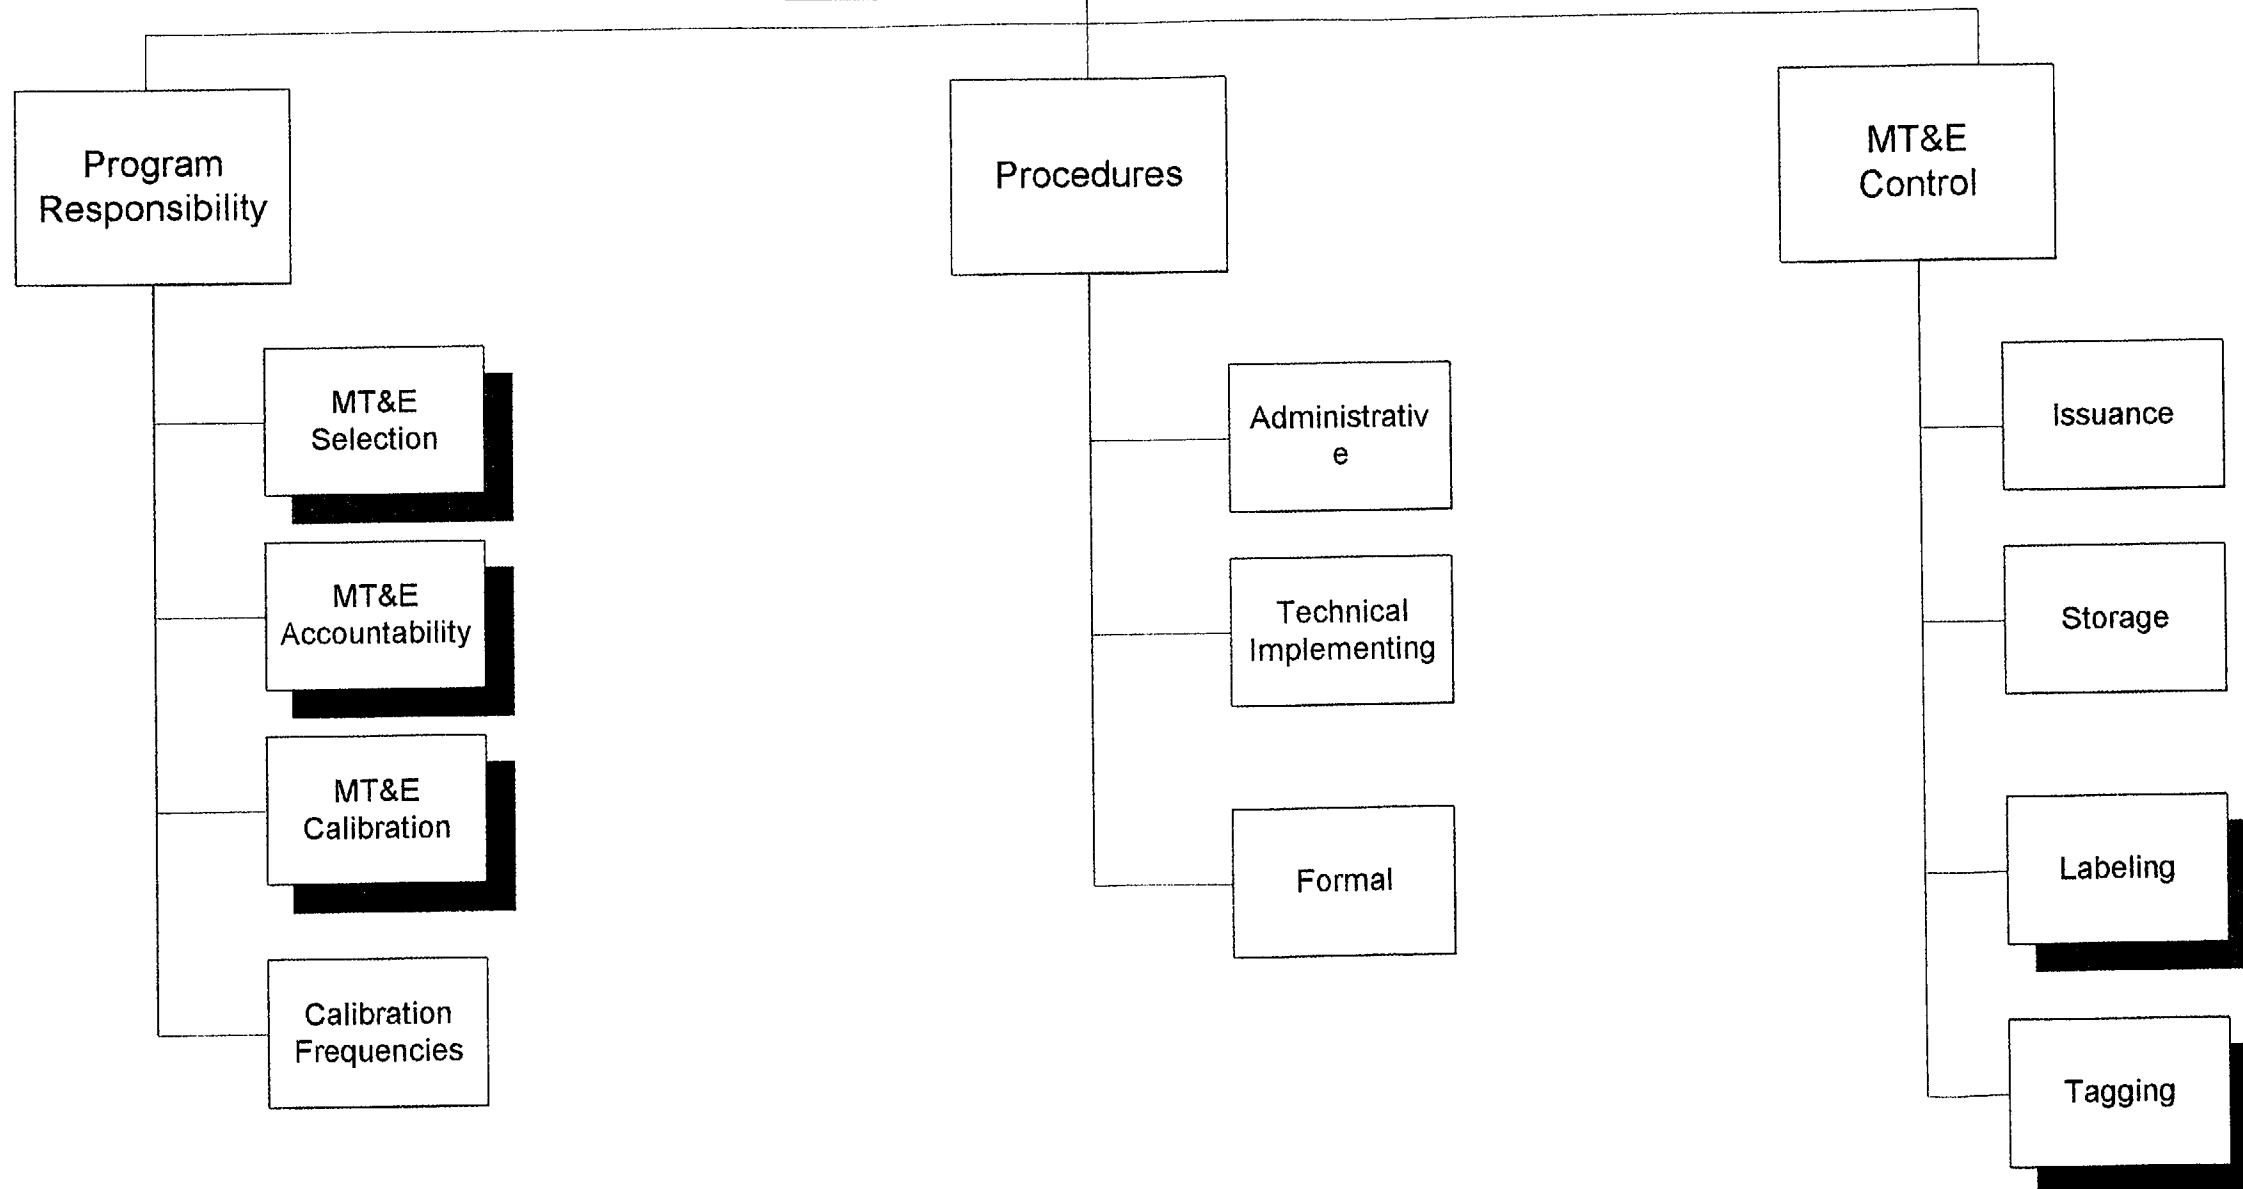 Program
Responsibility
Procedures
MT&E
Control
MT&E
Selection
MT&E
Accountability
MT&E
Calibration
Calibration
Frequencies
Administrativ
e
Technical
Implementing
Formal
Issuance
Storage
Labeling
Tagging